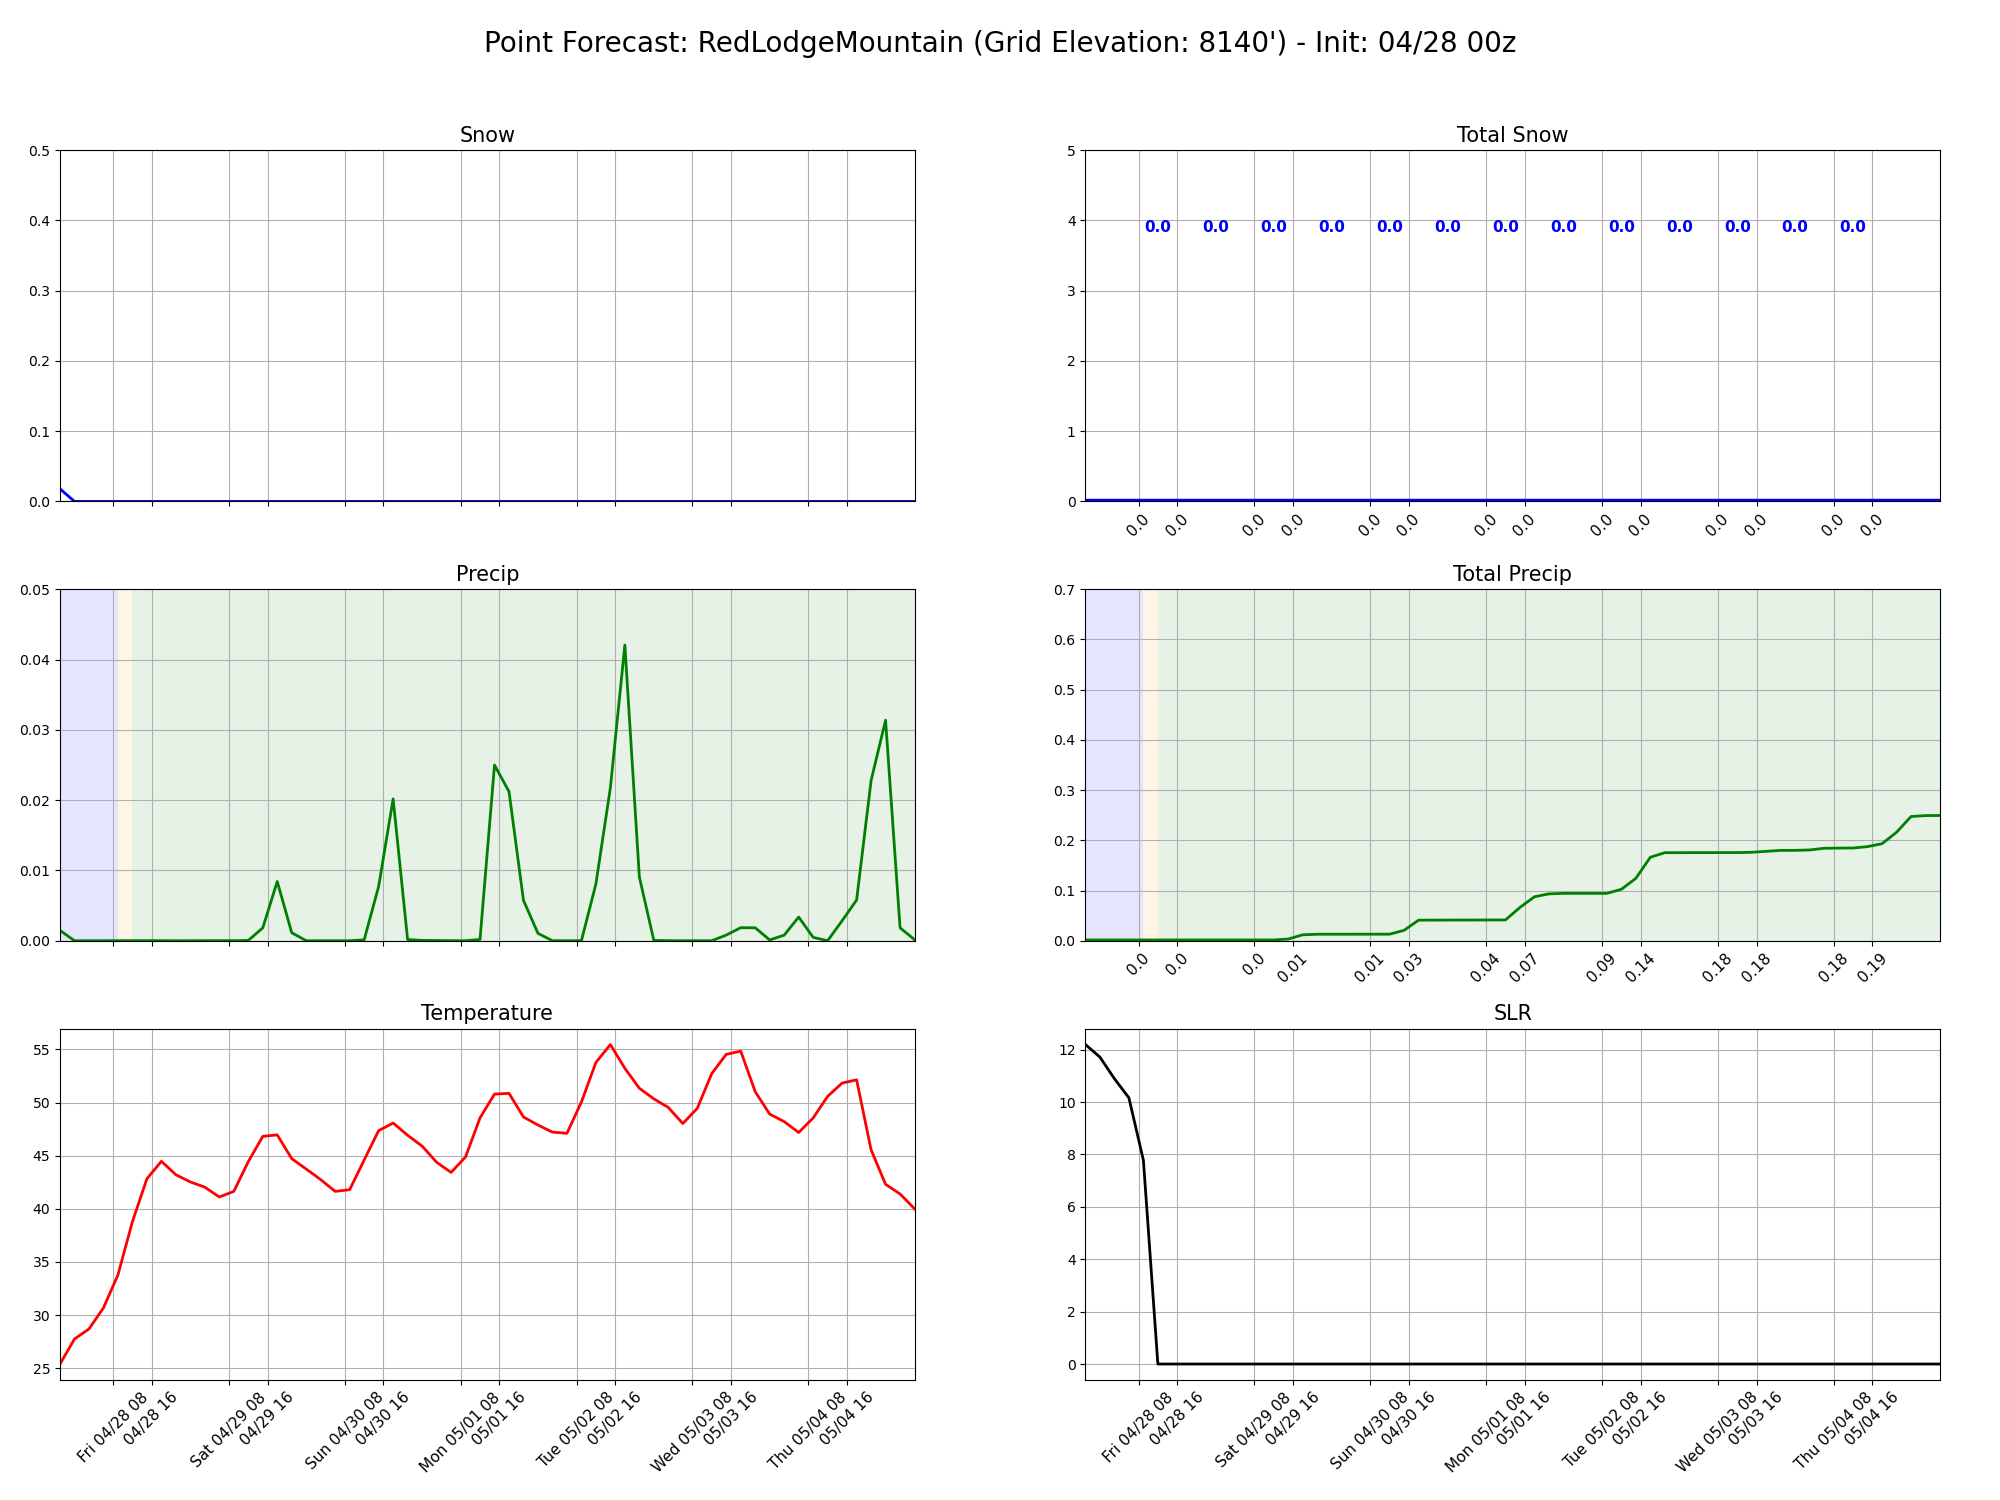 Point Forecast: RedLodgeMountain (Grid Elevation: 8140') - Init: 04/28 00z
Snow
0.5
0.4
0.3
0.2
0.1
0.0
Total Snow
5
4
3
2
1
0
0.0 0.0 0.0 0.0 0.0 0.0 0.0 0.0 0.0 0.0 0.0 0.0 0.0
0.0 0.0 0.0 0.0 0.0 0.0 0.0 0.0 0.0 0.0 0.0 0.0 0.0 0.0
Precip
0.05
0.04
0.03
0.02
0.01
0.00
Total Precip
0.7
0.6
0.5
0.4
0.3
0.2
0.1
0.0
0.0 0.0 0.0 0.01 0.01 0.03 0.04 0.07 0.09 0.14 0.18 0.18 0.18 0.19
Temperature
55
50
45
40
35
30
25
Fri 04/28 08
04/28 16
Sat 04/29 08
04/29 16
Sun 04/30 08
04/30 16
Mon 05/01 08
05/01 16
Tue 05/02 08
05/02 16
Wed 05/03 08
05/03 16
Thu 05/04 08
05/04 16
SLR
12
10
8
6
4
2
0
Fri 04/28 08
04/28 16
Sat 04/29 08
04/29 16
Sun 04/30 08
04/30 16
Mon 05/01 08
05/01 16
Tue 05/02 08
05/02 16
Wed 05/03 08
05/03 16
Thu 05/04 08
05/04 16